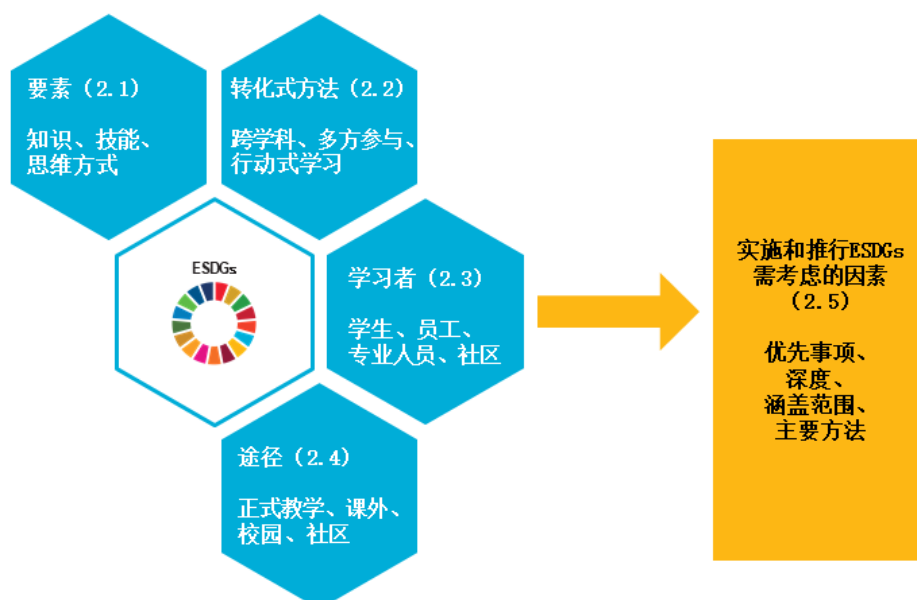 要素（2.1）
知识、技能、
思维方式
转化式方法（2.2）
跨学科、多方参与、
行动式学习
ESDGs
学习者（2.3）
学生、员工、
专业人员、社区
途径（2.4）
正式教学、课外、
校园、社区
实施和推行ESDGs
需考虑的因素
（2.5）
优先事项、
深度、
涵盖范围、
主要方法